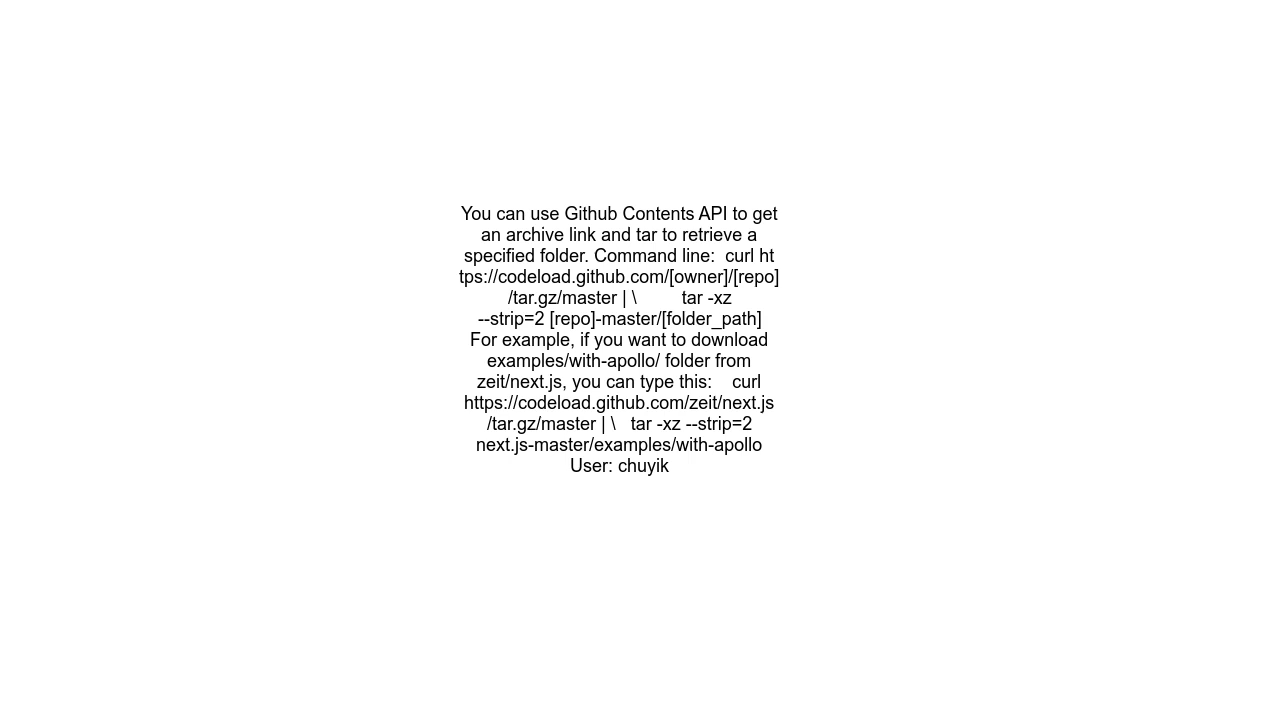 You can use Github Contents API to get
an archive link and tar to retrieve a
specified folder. Command line:  curl ht
tps://codeload.github.com/[owner]/[repo]
/tar.gz/master | \         tar -xz
--strip=2 [repo]-master/[folder_path]
For example, if you want to download
examples/with-apollo/ folder from
zeit/next.js, you can type this:    curl
https://codeload.github.com/zeit/next.js
/tar.gz/master | \   tar -xz --strip=2
next.js-master/examples/with-apollo
User: chuyik